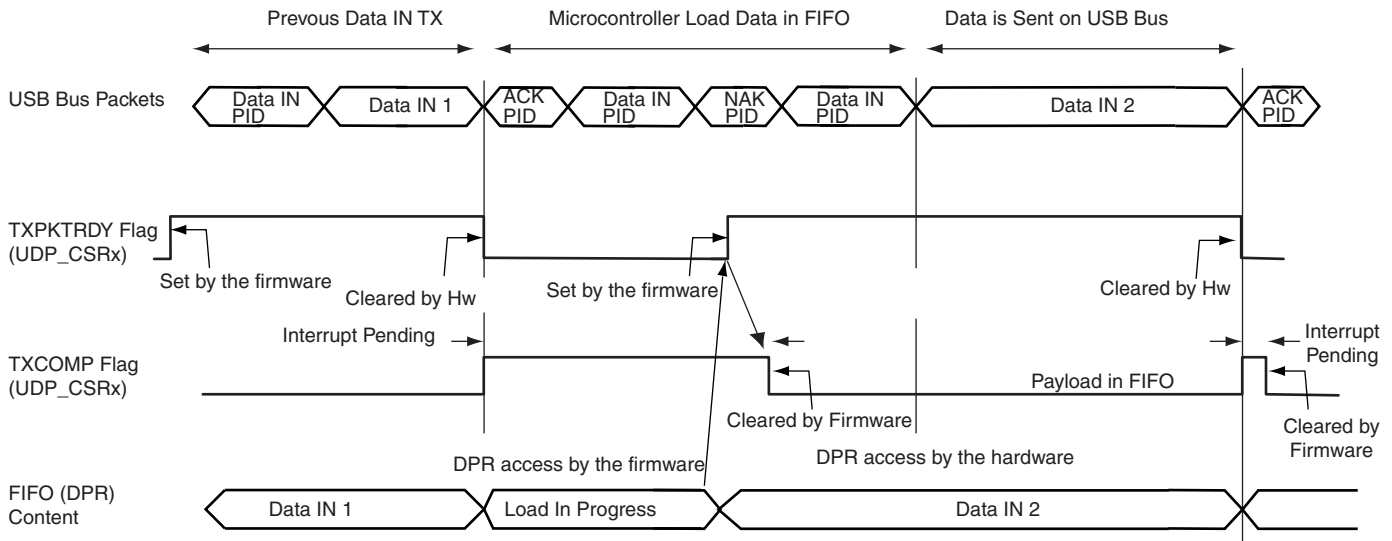 Prevous Data IN TX
Microcontroller Load Data in FIFO
Data is Sent on USB Bus
USB Bus Packets
Data IN
PID
Data IN 1
ACK
PID
Data IN
PID
NAK
PID
Data IN
PID
Data IN 2
ACK
PID
TXPKTRDY Flag
(UDP_CSRx)
Set by the firmware
Cleared by Hw
Set by the firmware
Cleared by Hw
Interrupt Pending
Interrupt
Pending
TXCOMP Flag
(UDP_CSRx)
Payload in FIFO
Cleared by Firmware
Cleared by
Firmware
DPR access by the firmware
DPR access by the hardware
FIFO (DPR)
Content
Data IN 1
Load In Progress
Data IN 2